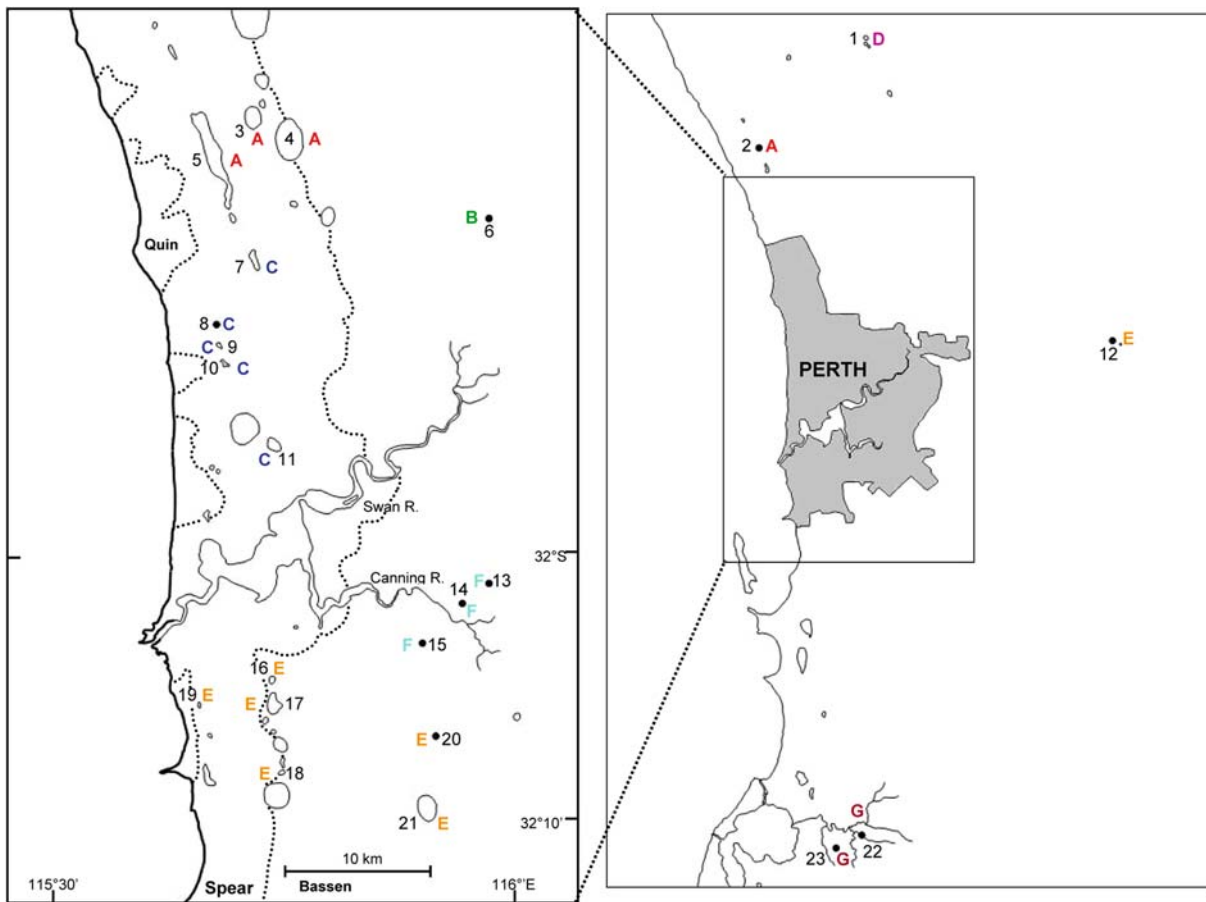 1 D
2 A
3 A
4 A
5 A
B
6
Quin
7 C
8 C
C 9
10 C
C 11
PERTH
E
12
Swan R.
32°S
Canning R.
F 13
14
F
F 15
16 E
E 17
19 E
E 20
E 18
21 E
32°10'
10 km
115°30'
Spear
Bassen
116°'E
G
22
23 G